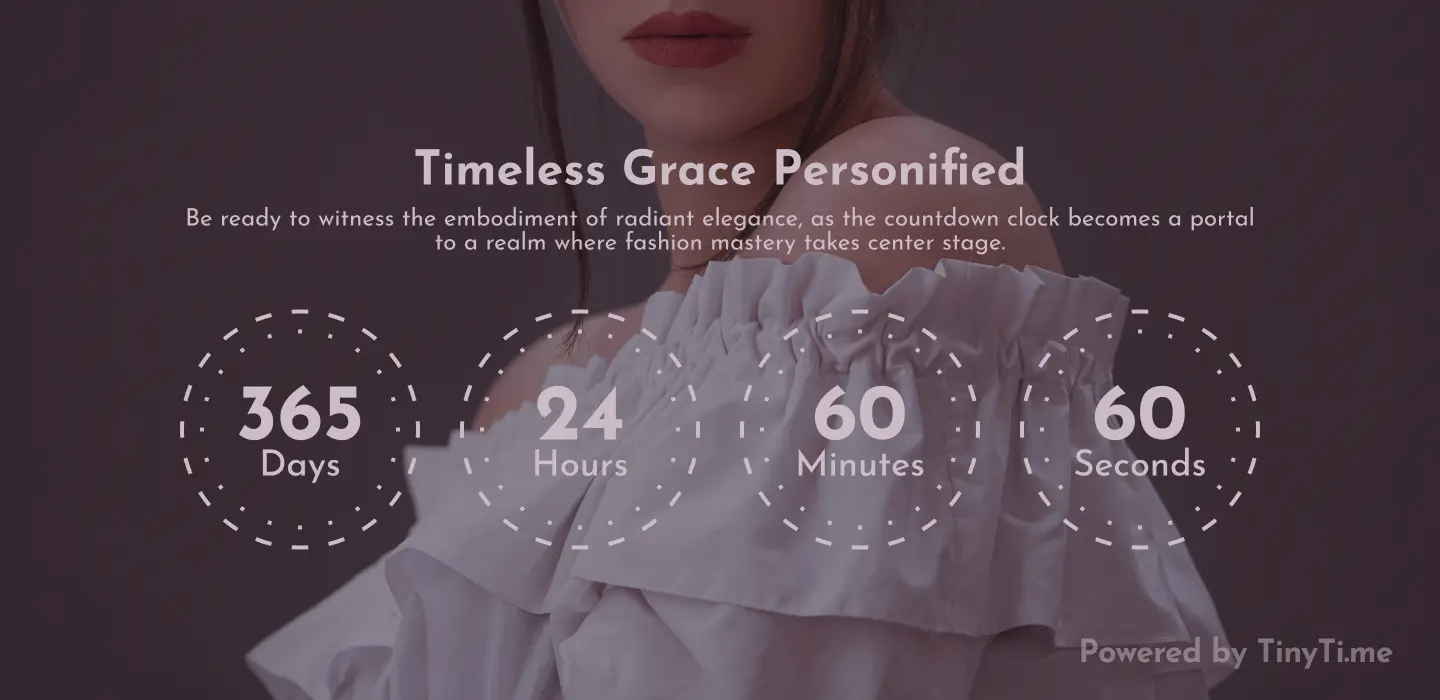 Timeless Grace Personified
Be ready to witness the embodiment of radiant elegance, as the countdown clock becomes a portal
to a realm where fashion mastery takes center stage.
365 24 60 60
Days Hours Minutes Seconds
Powered by TinyTi.me